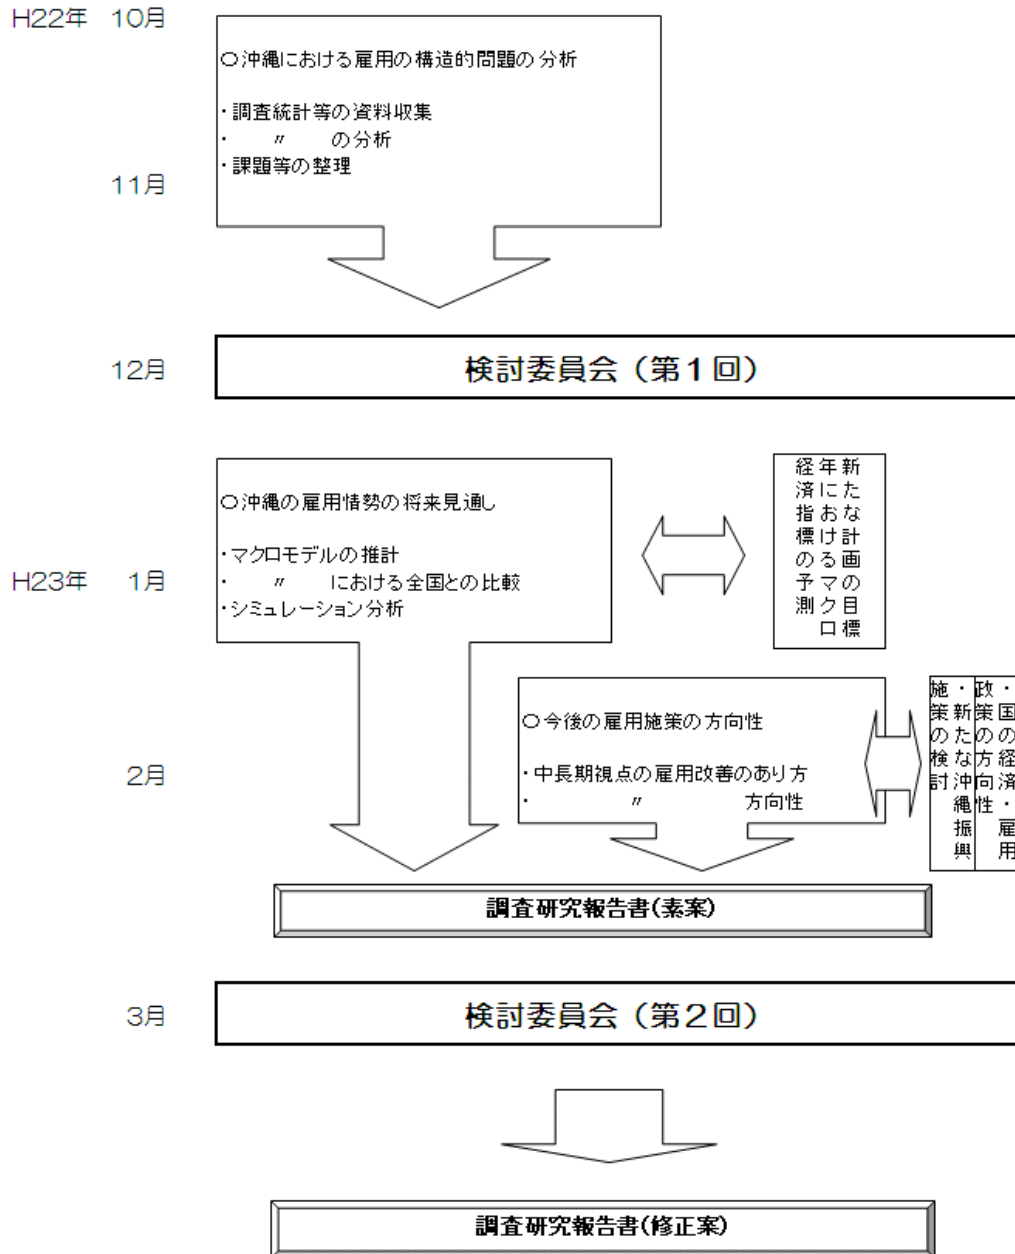 H22年 10月
〇沖縄における雇用の構造的問題の分析
・調査統計等の資料収集
・ 〃 の分析
・課題等の整理
11月
12月
検討委員会（第１回）
〇沖縄の雇用情勢の将来見通し
・マクロモデルの推計
・ 〃 における全国との比較
・シミュレーション分析
新たな計画の目標
年におけるマクロ
経済指標の予測
H23年 1月
〇今後の雇用施策の方向性
・中長期視点の雇用改善のあり方
・ 〃 方向性
・国の経済・雇用
政策の方向性
・新たな沖縄振興
施策の検討
2月
調査研究報告書(素案)
3月
検討委員会（第２回）
調査研究報告書(修正案)